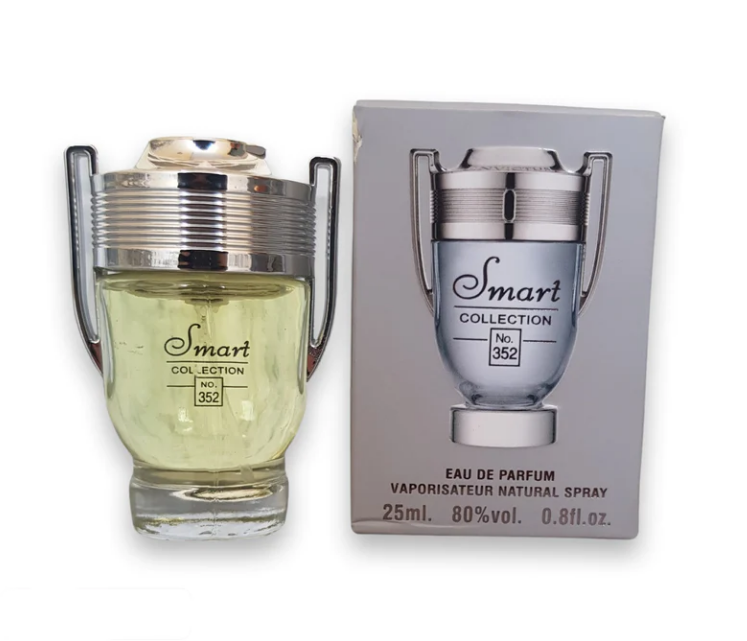 Smart
COLLECTION
NO.
352
Smart
COLLECTION
No.
352
EAU DE PARFUM
VAPORISATEUR NATURAL SPRAY
25ml. 80%vol. 0.8fl.oz.